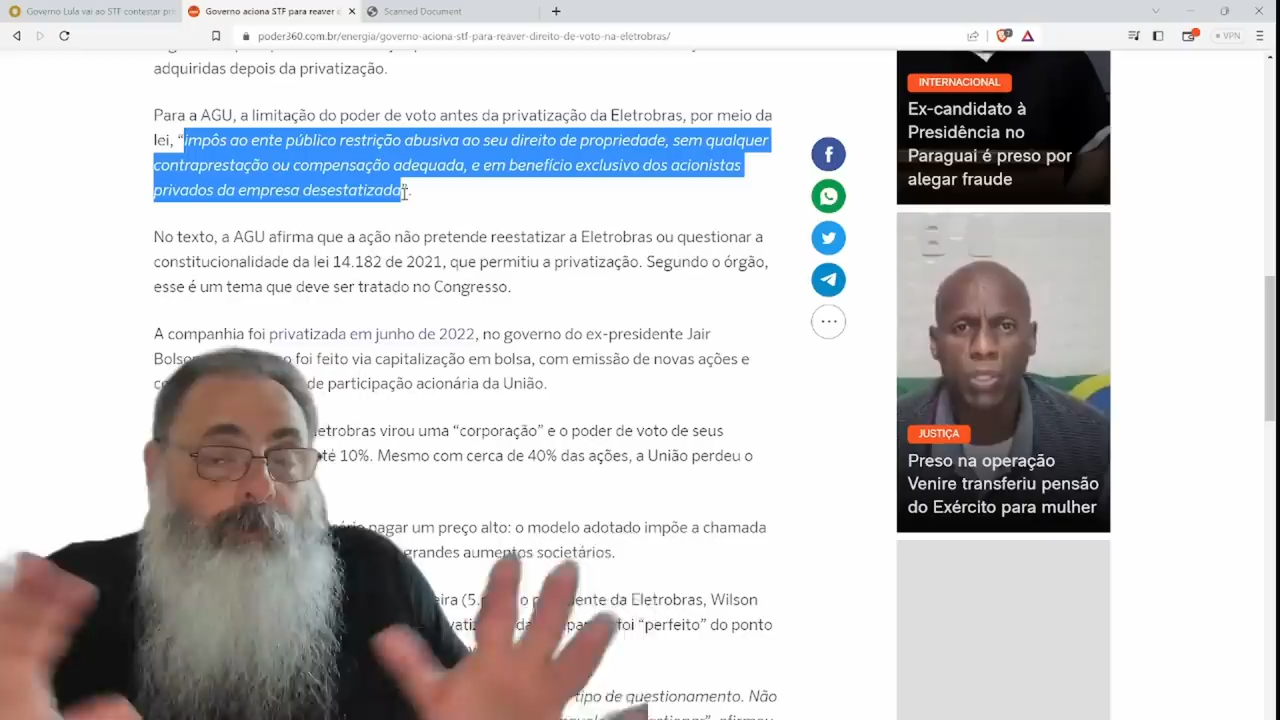 Governo Lula vai ao STF contestar pri
Governo aciona STF para reaver d
Scanned Document
poder360.com.br/energia/governo-aciona-stf-para-reaver-direito-de-voto-na-eletrobras/
VPN
adquiridas depois da privatização.
Para a AGU, a limitação do poder de voto antes da privatização da Eletrobras, por meio da
lei, “impôs ao ente público restrição abusiva ao seu direito de propriedade, sem qualquer
contraprestação ou compensação adequada, e em benefício exclusivo dos acionistas
privados da empresa desestatizada”.
No texto, a AGU afirma que a ação não pretende reestatizar a Eletrobras ou questionar a
constitucionalidade da lei 14.182 de 2021, que permitiu a privatização. Segundo o órgão,
esse é um tema que deve ser tratado no Congresso.
A companhia foi privatizada em junho de 2022, no governo do ex-presidente Jair
foi feito via capitalização em bolsa, com emissão de novas ações e
de participação acionária da União.
virou uma “corporação” e o poder de voto de seus
10%. Mesmo com cerca de 40% das ações, a União perdeu o
pagar um preço alto: o modelo adotado impõe a chamada
grandes aumentos societários.
da Eletrobras, Wilson
foi “perfeito” do ponto
tipo de questionamento. Não
INTERNACIONAL
Ex-candidato à
Presidência no
Paraguai é preso por
alegar fraude
JUSTIÇA
Preso na operação
Venire transferiu pensão
do Exército para mulher